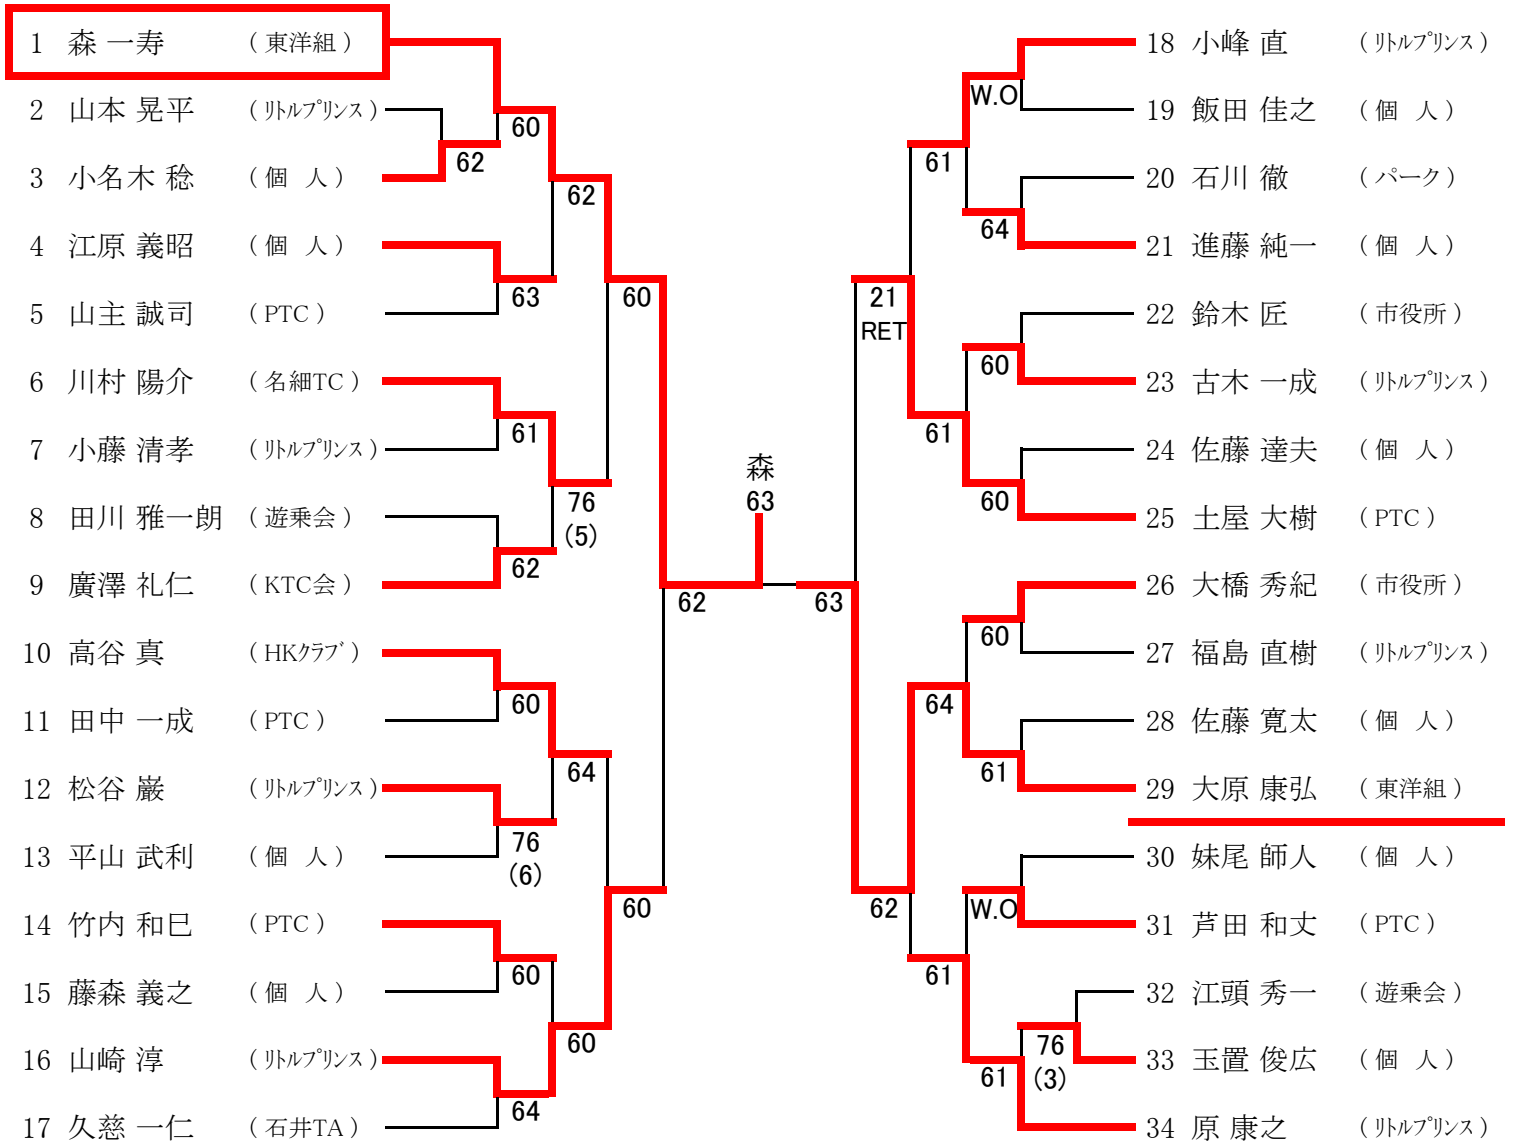 1 森 一寿 （ 東洋組 ）
2 山本 晃平 （ リトルプリンス ）
3 小名木 稔 （ 個 人 ）
4 江原 義昭 （ 個 人 ）
5 山主 誠司 （ PTC ）
6 川村 陽介 （ 名細TC ）
7 小藤 清孝 （ リトルプリンス ）
8 田川 雅一朗 （ 遊乗会 ）
9 廣澤 礼仁 （ KTC会 ）
10 高谷 真 （ HKクラブ ）
11 田中 一成 （ PTC ）
12 松谷 巌 （ リトルプリンス ）
13 平山 武利 （ 個 人 ）
14 竹内 和巳 （ PTC ）
15 藤森 義之 （ 個 人 ）
16 山崎 淳 （ リトルプリンス ）
17 久慈 一仁 （ 石井TA ）
62
60
63
61
62
60
76
(6)
60
64
62
76
(5)
64
60
60
60
62
森
63
63
21
RET
62
61
61
64
61
W.O
64
60
60
60
61
W.O
61
76
(3)
18 小峰 直 （ リトルプリンス ）
19 飯田 佳之 （ 個 人 ）
20 石川 徹 （ パーク ）
21 進藤 純一 （ 個 人 ）
22 鈴木 匠 （ 市役所 ）
23 古木 一成 （ リトルプリンス ）
24 佐藤 達夫 （ 個 人 ）
25 土屋 大樹 （ PTC ）
26 大橋 秀紀 （ 市役所 ）
27 福島 直樹 （ リトルプリンス ）
28 佐藤 寛太 （ 個 人 ）
29 大原 康弘 （ 東洋組 ）
30 妹尾 師人 （ 個 人 ）
31 芦田 和丈 （ PTC ）
32 江頭 秀一 （ 遊乗会 ）
33 玉置 俊広 （ 個 人 ）
34 原 康之 （ リトルプリンス ）